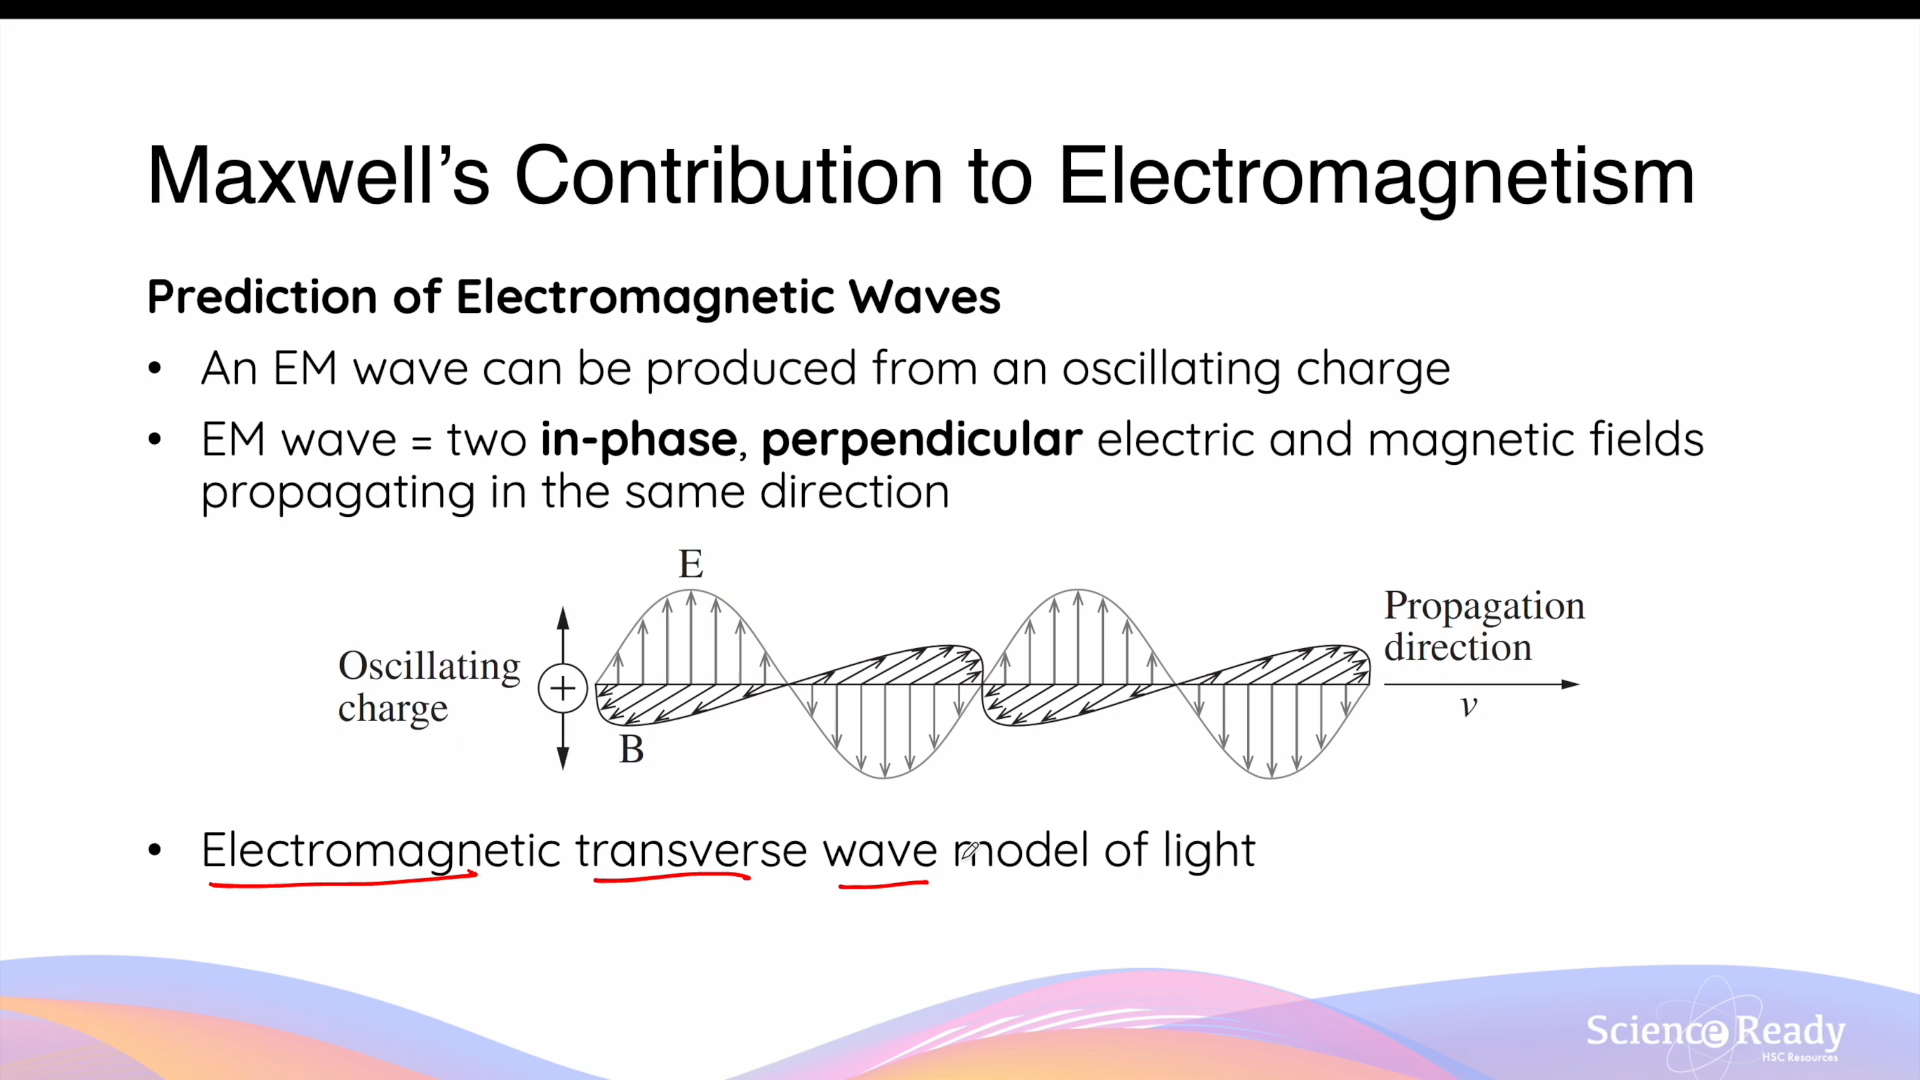 Maxwell’s Contribution to Electromagnetism
Prediction of Electromagnetic Waves
• An EM wave can be produced from an oscillating charge
• EM wave = two in-phase, perpendicular electric and magnetic fields
propagating in the same direction
E
Oscillating
charge
+
B
Propagation
direction
v
• Electromagnetic transverse wave model of light
Science Ready
HSC Resources